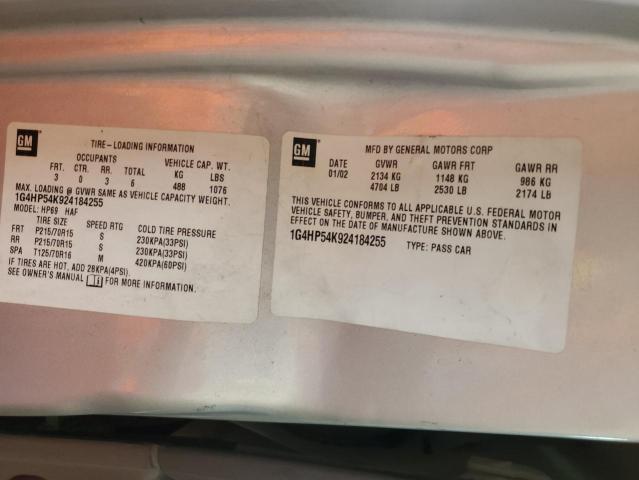 GM
TIRE-LOADING INFORMATION
OCCUPANTS VEHICLE CAP. WT.
FRT. CTR. RR. TOTAL KG LBS
3 0 3 6 488 1076
MAX. LOADING @ GVWR SAME AS VEHICLE CAPACITY WEIGHT.
1G4HP54K924184255
MODEL: HP69 HAF
TIRE SIZE SPEED RTG COLD TIRE PRESSURE
FRT P215/70R15 S 230KPA(33PSI)
RR P215/70R15 S 230KPA(33PSI)
SPA T125/70R16 M 420KPA(60PSI)
IF TIRES ARE HOT, ADD 28KPA(4PSI).
SEE OWNER'S MANUAL FOR MORE INFORMATION.
GM
MFD BY GENERAL MOTORS CORP
DATE GVWR GAWR FRT GAWR RR
01/02 2134 KG 1148 KG 986 KG
4704 LB 2530 LB 2174 LB
THIS VEHICLE CONFORMS TO ALL APPLICABLE U.S. FEDERAL MOTOR
VEHICLE SAFETY, BUMPER, AND THEFT PREVENTION STANDARDS IN
EFFECT ON THE DATE OF MANUFACTURE SHOWN ABOVE.
1G4HP54K924184255 TYPE: PASS CAR